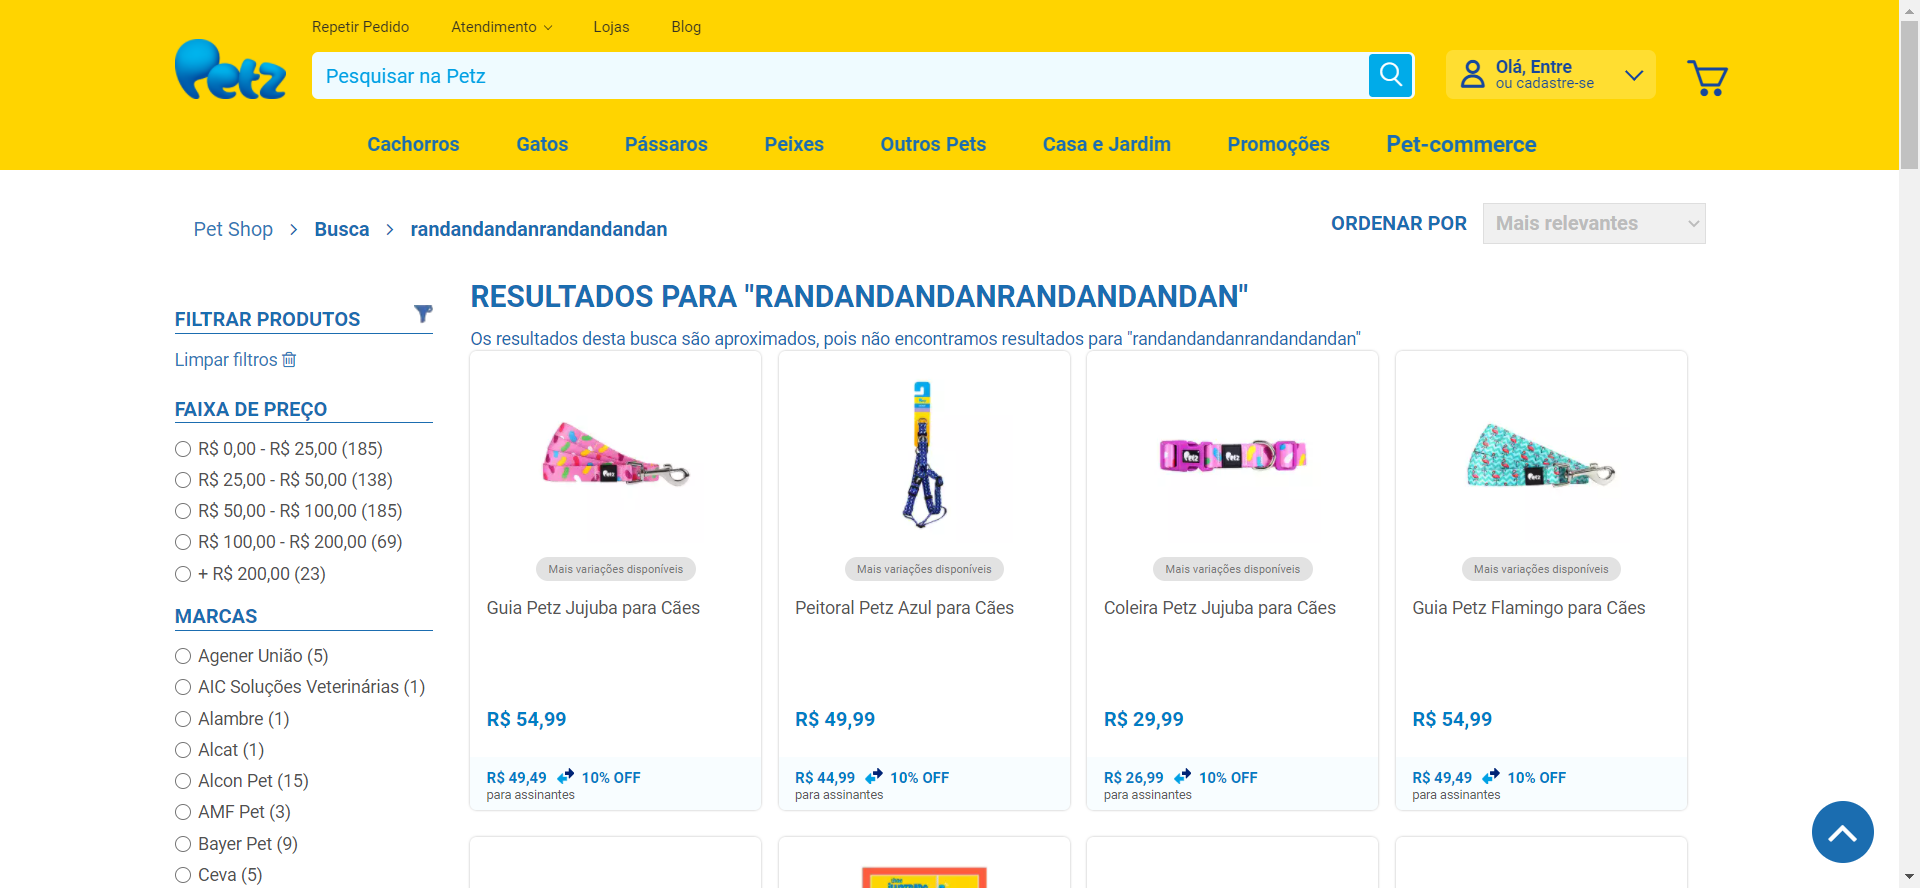 Repetir Pedido
Atendimento
Lojas
Blog
Petz
Pesquisar na Petz
Olá, Entre
ou cadastre-se
Cachorros
Gatos
Pássaros
Peixes
Outros Pets
Casa e Jardim
Promoções
Pet-commerce
Pet Shop > Busca > randandandanrandandandan
ORDENAR POR
Mais relevantes
FILTRAR PRODUTOS
Limpar filtros
FAIXA DE PREÇO
R$ 0,00 - R$ 25,00 (185)
R$ 25,00 - R$ 50,00 (138)
R$ 50,00 - R$ 100,00 (185)
R$ 100,00 - R$ 200,00 (69)
+ R$ 200,00 (23)
MARCAS
Agener União (5)
AIC Soluções Veterinárias (1)
Alambre (1)
Alcat (1)
Alcon Pet (15)
AMF Pet (3)
Bayer Pet (9)
Ceva (5)
RESULTADOS PARA "RANDANDANDANRANDANDANDAN"
Os resultados desta busca são aproximados, pois não encontramos resultados para "randandandanrandandandan"
Petz
Mais variações disponíveis
Guia Petz Jujuba para Cães
R$ 54,99
R$ 49,49 10% OFF
para assinantes
Mais variações disponíveis
Peitoral Petz Azul para Cães
R$ 49,99
R$ 44,99 10% OFF
para assinantes
Petz
Petz
Mais variações disponíveis
Coleira Petz Jujuba para Cães
R$ 29,99
R$ 26,99 10% OFF
para assinantes
Petz
Mais variações disponíveis
Guia Petz Flamingo para Cães
R$ 54,99
R$ 49,49 10% OFF
para assinantes